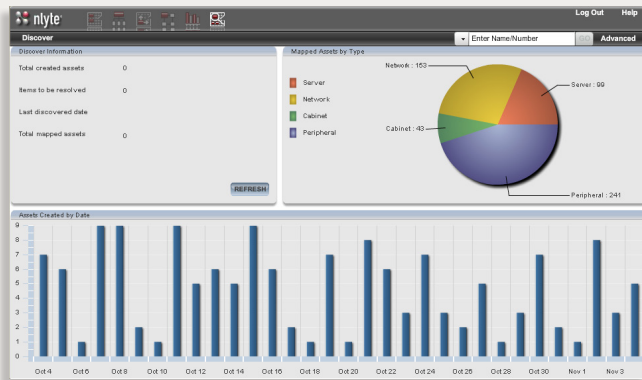 nlyte
Log Out Help
Discover
Enter Name/Number GO Advanced
Discover Information
Total created assets 0
Items to be resolved 0
Last discovered date
Total mapped assets 0
REFRESH
Mapped Assets by Type
Server
Network
Cabinet
Peripheral
Network : 153
Server : 99
Cabinet : 43
Peripheral : 241
Assets Created by Date
9
8
7
6
5
4
3
2
1
0
Oct 4 Oct 6 Oct 8 Oct 10 Oct 12 Oct 14 Oct 16 Oct 18 Oct 20 Oct 22 Oct 24 Oct 26 Oct 28 Oct 30 Nov 1 Nov 3